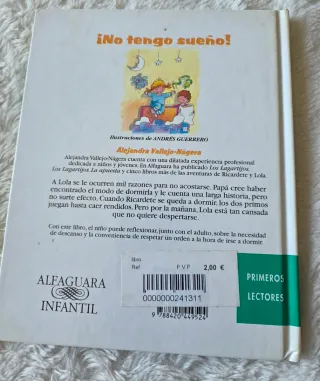 ¡No tengo sueño!
Ilustraciones de ANDRÉS GUERRERO
Alejandra Vallejo-Nágera
Alejandra Vallejo-Nágera cuenta con una dilatada experiencia profesional
dedicada a niños y jóvenes. En Alfaguara ha publicado Los Lagartijos,
Los Lagartijos. La apuesta y cinco libros más de las aventuras de Ricardete y Lola.
A Lola se le ocurren mil razones para no acostarse. Papá cree haber
encontrado el modo de dormirla y le cuenta una larga historia, pero
no surte efecto. Cuando Ricardete se queda a dormir, los dos primos
juegan hasta caer rendidos. Pero por la mañana, Lola está tan cansada
que no quiere despertarse.
Con este libro, el niño puede reflexionar, junto con el adulto, sobre la necesidad
de descanso y la conveniencia de respetar un orden a la hora de irse a dormir.
ALFAGUARA
INFANTIL
libro
Ref
P V P 2,00 €
0000000241311
9 788420 449524
PRIMEROS
LECTORES